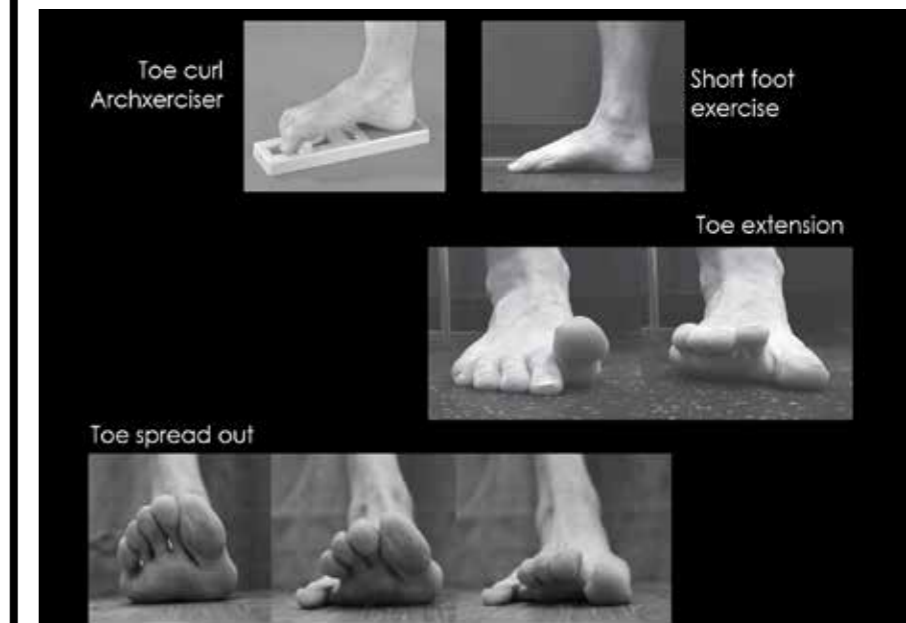 Toe curl
Archxerciser
Short foot
exercise
Toe extension
Toe spread out